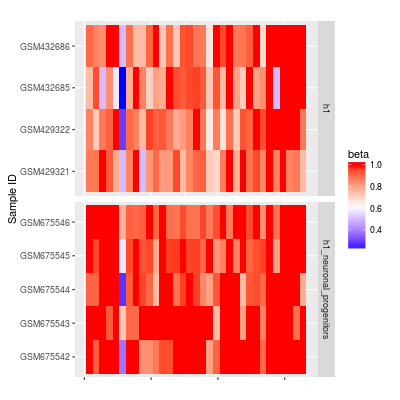 GSM432686
GSM432685
GSM429322
GSM429321
h1
GSM675546
GSM675545
GSM675544
GSM675543
GSM675542
h1_neuronal_progenitors
Sample ID
beta
1.0
0.8
0.6
0.4